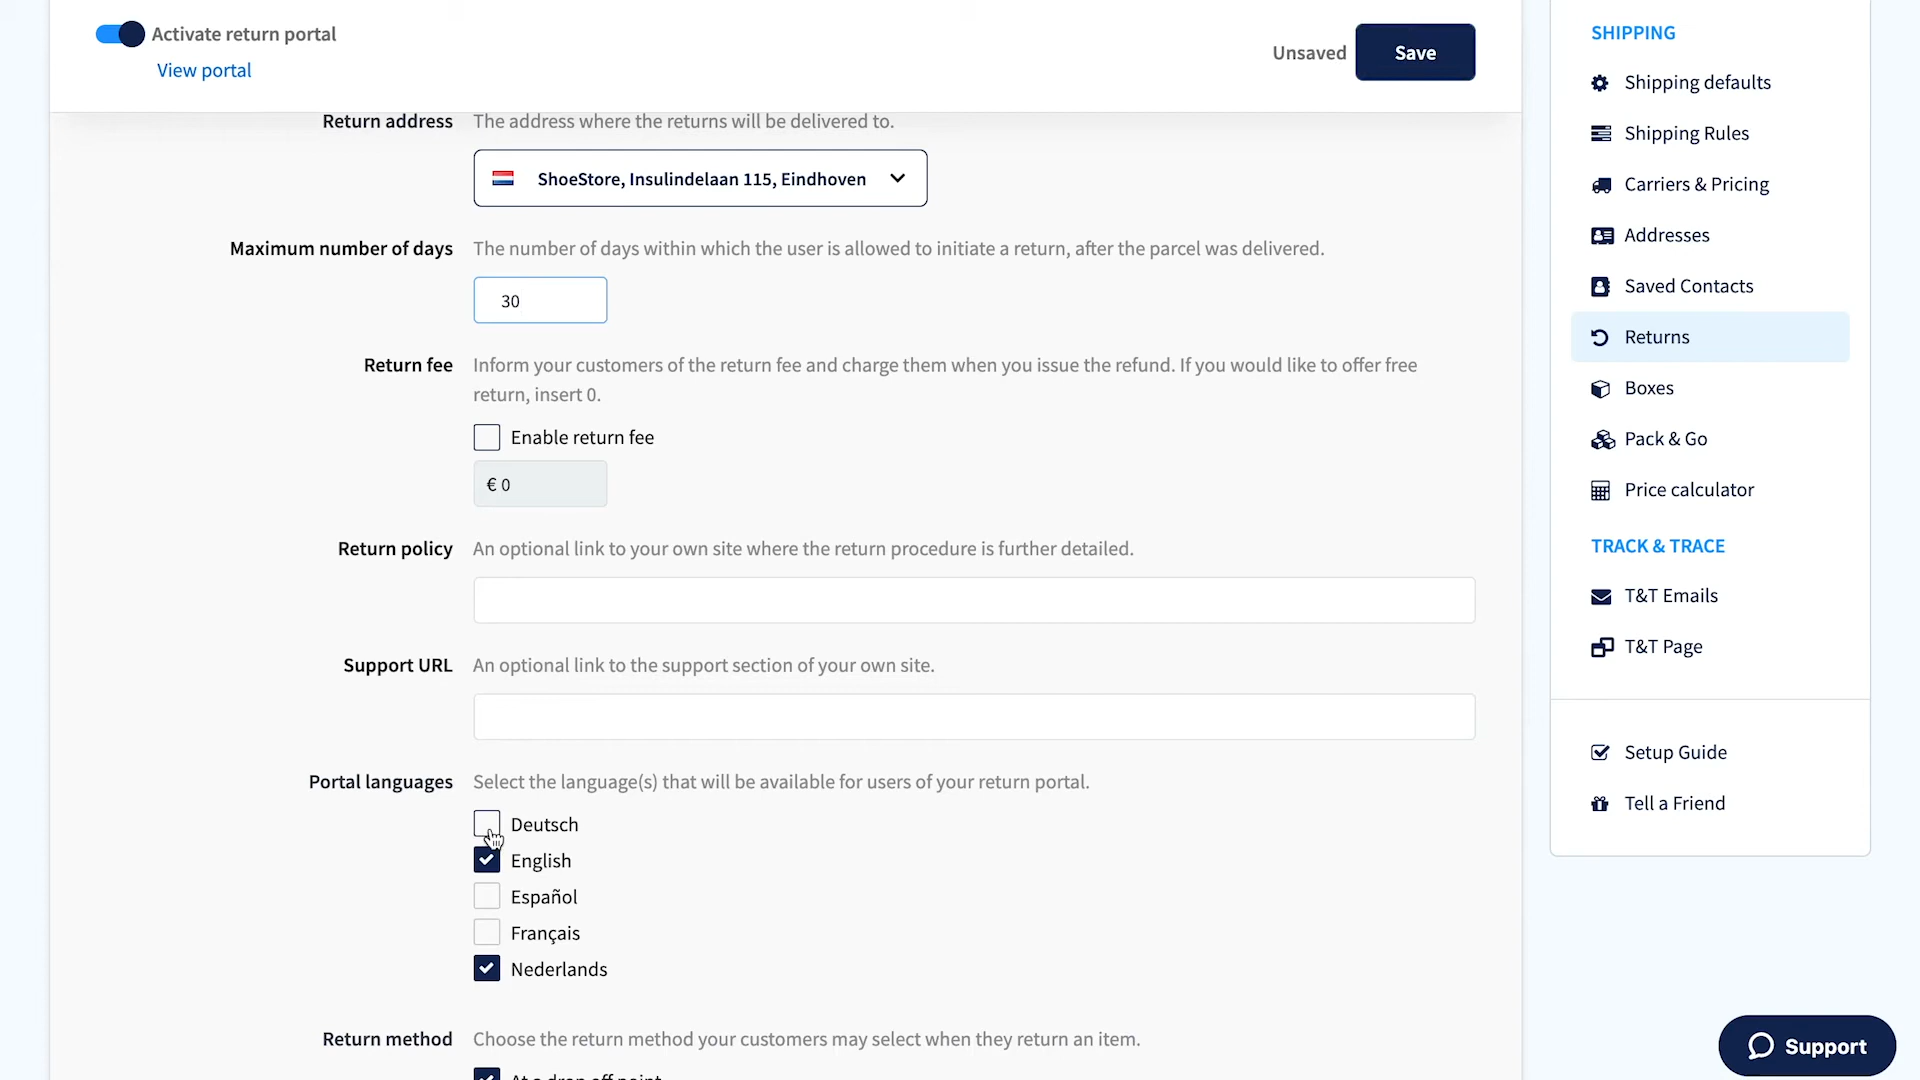 Activate return portal
View portal
Unsaved
Save
Return address
The address where the returns will be delivered to.
ShoeStore, Insulindelaan 115, Eindhoven
Maximum number of days
The number of days within which the user is allowed to initiate a return, after the parcel was delivered.
30
Return fee
Inform your customers of the return fee and charge them when you issue the refund. If you would like to offer free
return, insert 0.
Enable return fee
€ 0
Return policy
An optional link to your own site where the return procedure is further detailed.
Support URL
An optional link to the support section of your own site.
Portal languages
Select the language(s) that will be available for users of your return portal.
Deutsch
English
Español
Français
Nederlands
Return method
Choose the return method your customers may select when they return an item.
At a drop off point
SHIPPING
Shipping defaults
Shipping Rules
Carriers & Pricing
Addresses
Saved Contacts
Returns
Boxes
Pack & Go
Price calculator
TRACK & TRACE
T&T Emails
T&T Page
Setup Guide
Tell a Friend
Support